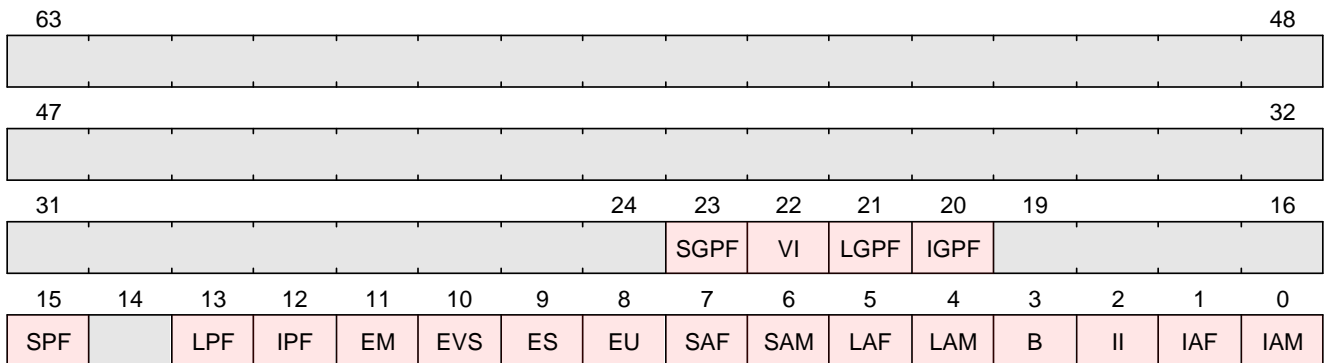 63 48
47 32
31 24 23 22 21 20 19 16
SGPF VI LGPF IGPF
15 14 13 12 11 10 9 8 7 6 5 4 3 2 1 0
SPF LPF IPF EM EVS ES EU SAF SAM LAF LAM B II IAF IAM